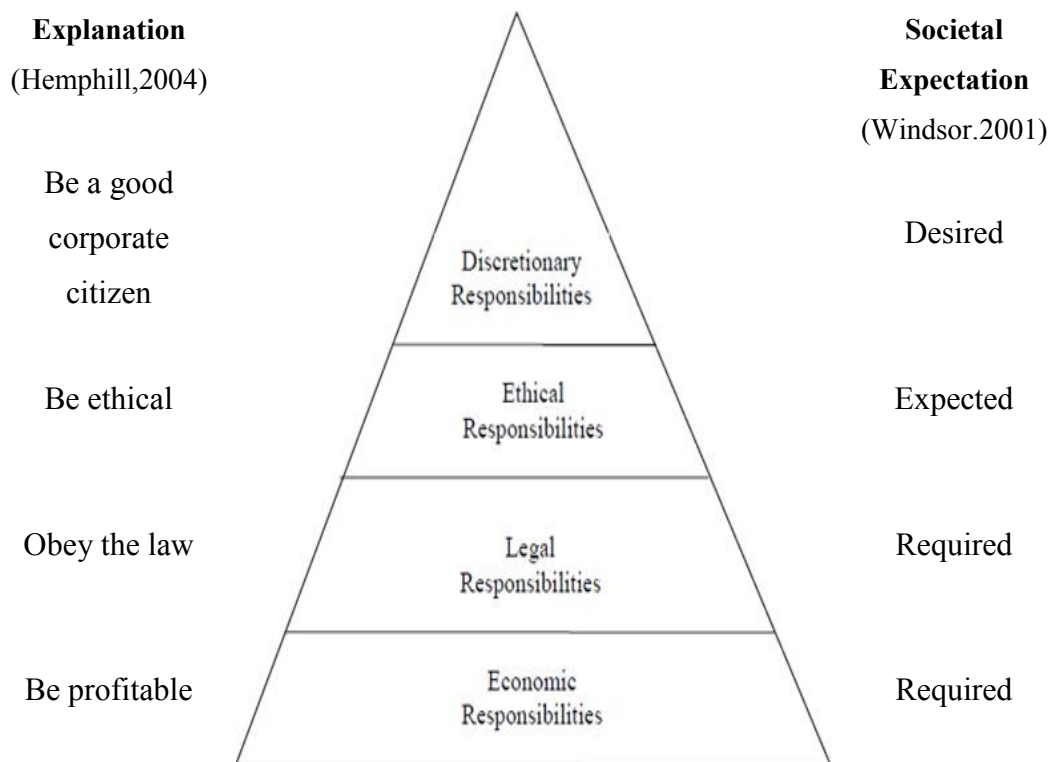 Explanation
(Hemphill,2004)
Societal
Expectation
(Windsor.2001)
Be a good
corporate
citizen
Discretionary
Responsibilities
Desired
Be ethical
Ethical
Responsibilities
Expected
Obey the law
Legal
Responsibilities
Required
Be profitable
Economic
Responsibilities
Required